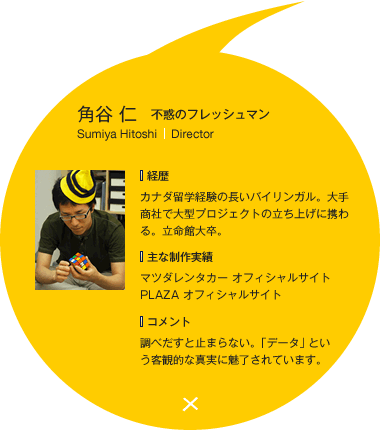 角谷 仁 不惑のフレッシュマン
Sumiya Hitoshi | Director
経歴
カナダ留学経験の長いバイリンガル。大手
商社で大型プロジェクトの立ち上げに携わ
る。立命館大卒。
主な制作実績
マツダレンタカー オフィシャルサイト
PLAZA オフィシャルサイト
コメント
調べだすと止まらない。「データ」とい
う客観的な真実に魅了されています。